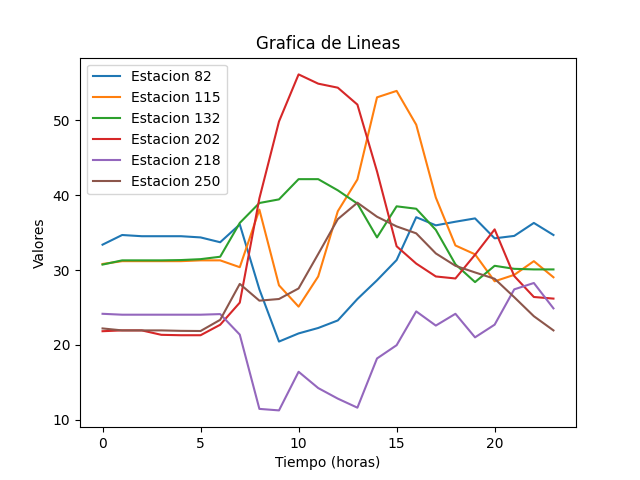 Grafica de Lineas
Estacion 82
Estacion 115
Estacion 132
Estacion 202
Estacion 218
Estacion 250
Valores
50
40
30
20
10
0 5 10 15 20
Tiempo (horas)